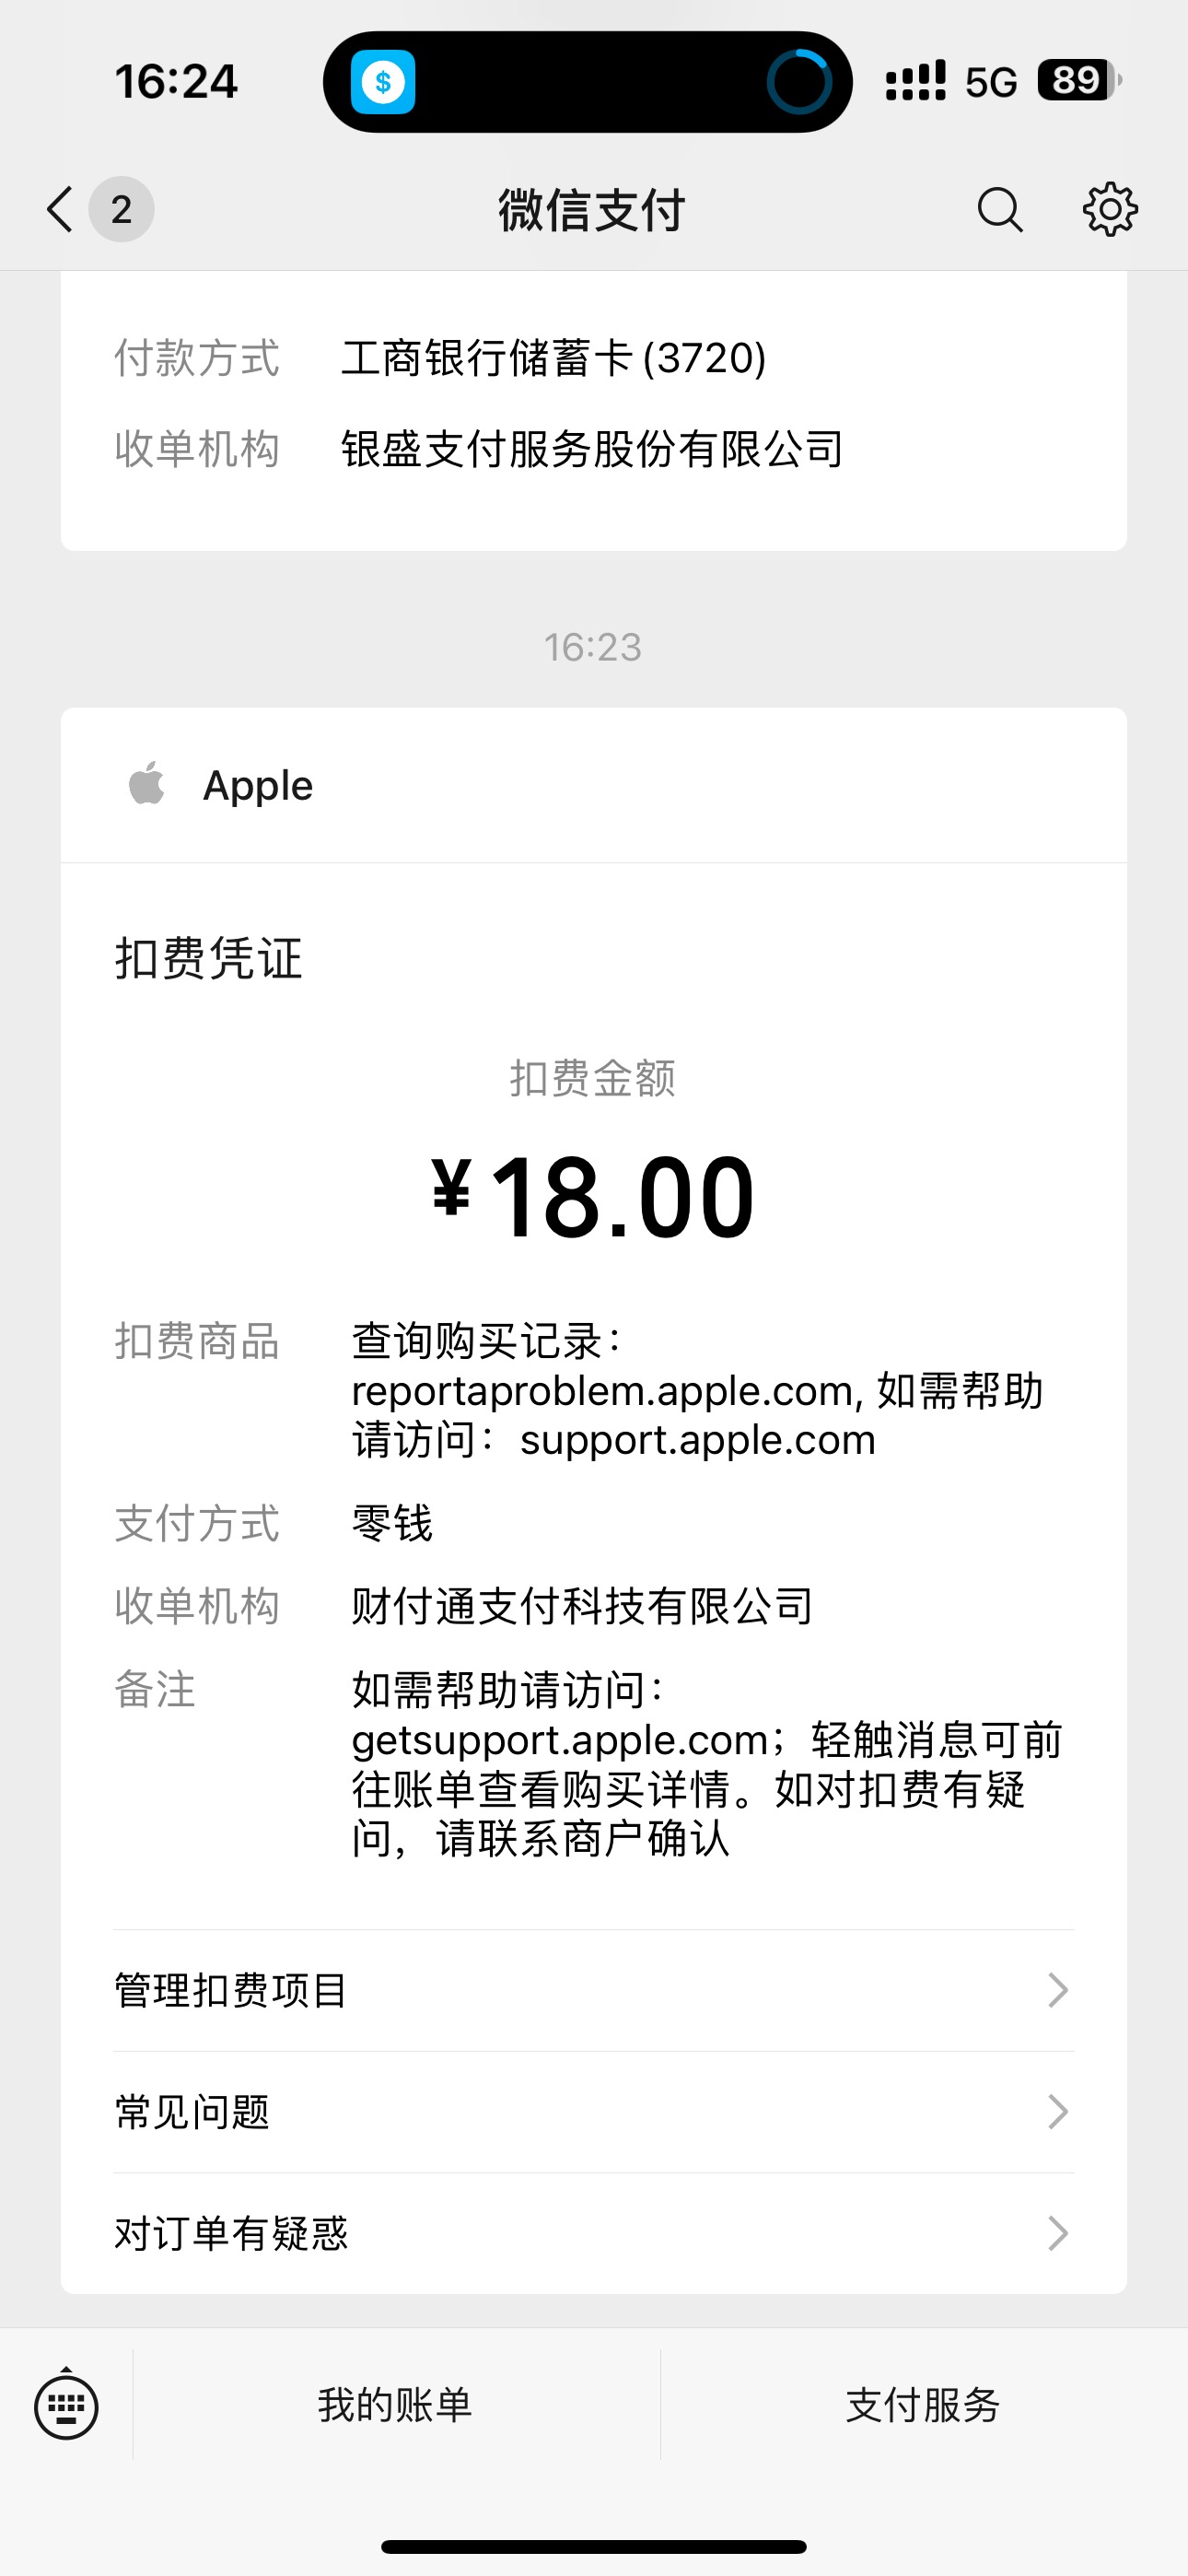 16:24
$
5G
89
2
微信支付
付款方式 工商银行储蓄卡(3720)
收单机构 银盛支付服务股份有限公司
16:23
Apple
扣费凭证
扣费金额
¥18.00
扣费商品 查询购买记录：
reportaproblem.apple.com, 如需帮助
请访问：support.apple.com
支付方式 零钱
收单机构 财付通支付科技有限公司
备注 如需帮助请访问：
getsupport.apple.com；轻触消息可前
往账单查看购买详情。如对扣费有疑
问，请联系商户确认
管理扣费项目
常见问题
对订单有疑惑
我的账单
支付服务